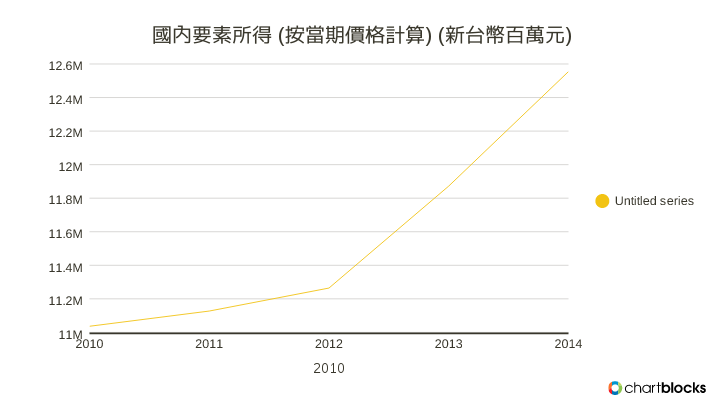 國內要素所得 (按當期價格計算) (新台幣百萬元)
12.6M
12.4M
12.2M
12M
11.8M
11.6M
11.4M
11.2M
11M
2010 2011 2012 2013 2014
2010
Untitled series
chartblocks